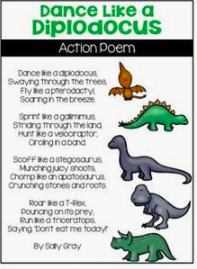 Dance Like a
Diplodocus
Action Poem
Dance like a diplodocus,
Swaying through the trees,
Fly like a pterodactyl,
Soaring in the breeze.
Sprint like a gallimimus,
Striding through the land,
Hunt like a velociraptor,
Circling in a band.
Scoff like a stegosaurus,
Munching juicy shoots,
Chomp like an apatosaurus,
Crunching stones and roots.
Roar like a T-Rex,
Pouncing on its prey,
Run like a triceratops,
Saying, "Don't eat me today!"
By Sally Gray